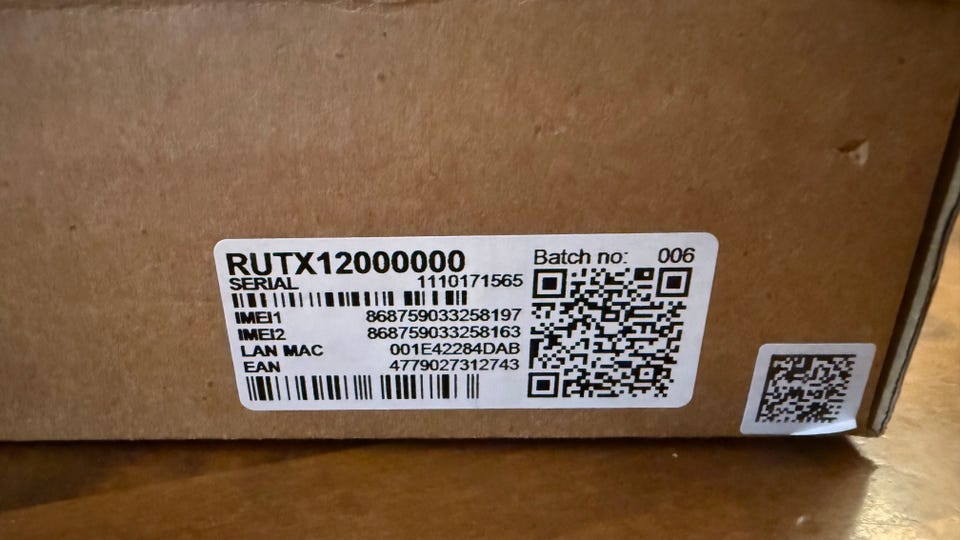 RUTX12000000
SERIAL 1110171565
IMEI1 868759033258197
IMEI2 868759033258163
LAN MAC 001E42284DAB
EAN 4779027312743
Batch no: 006